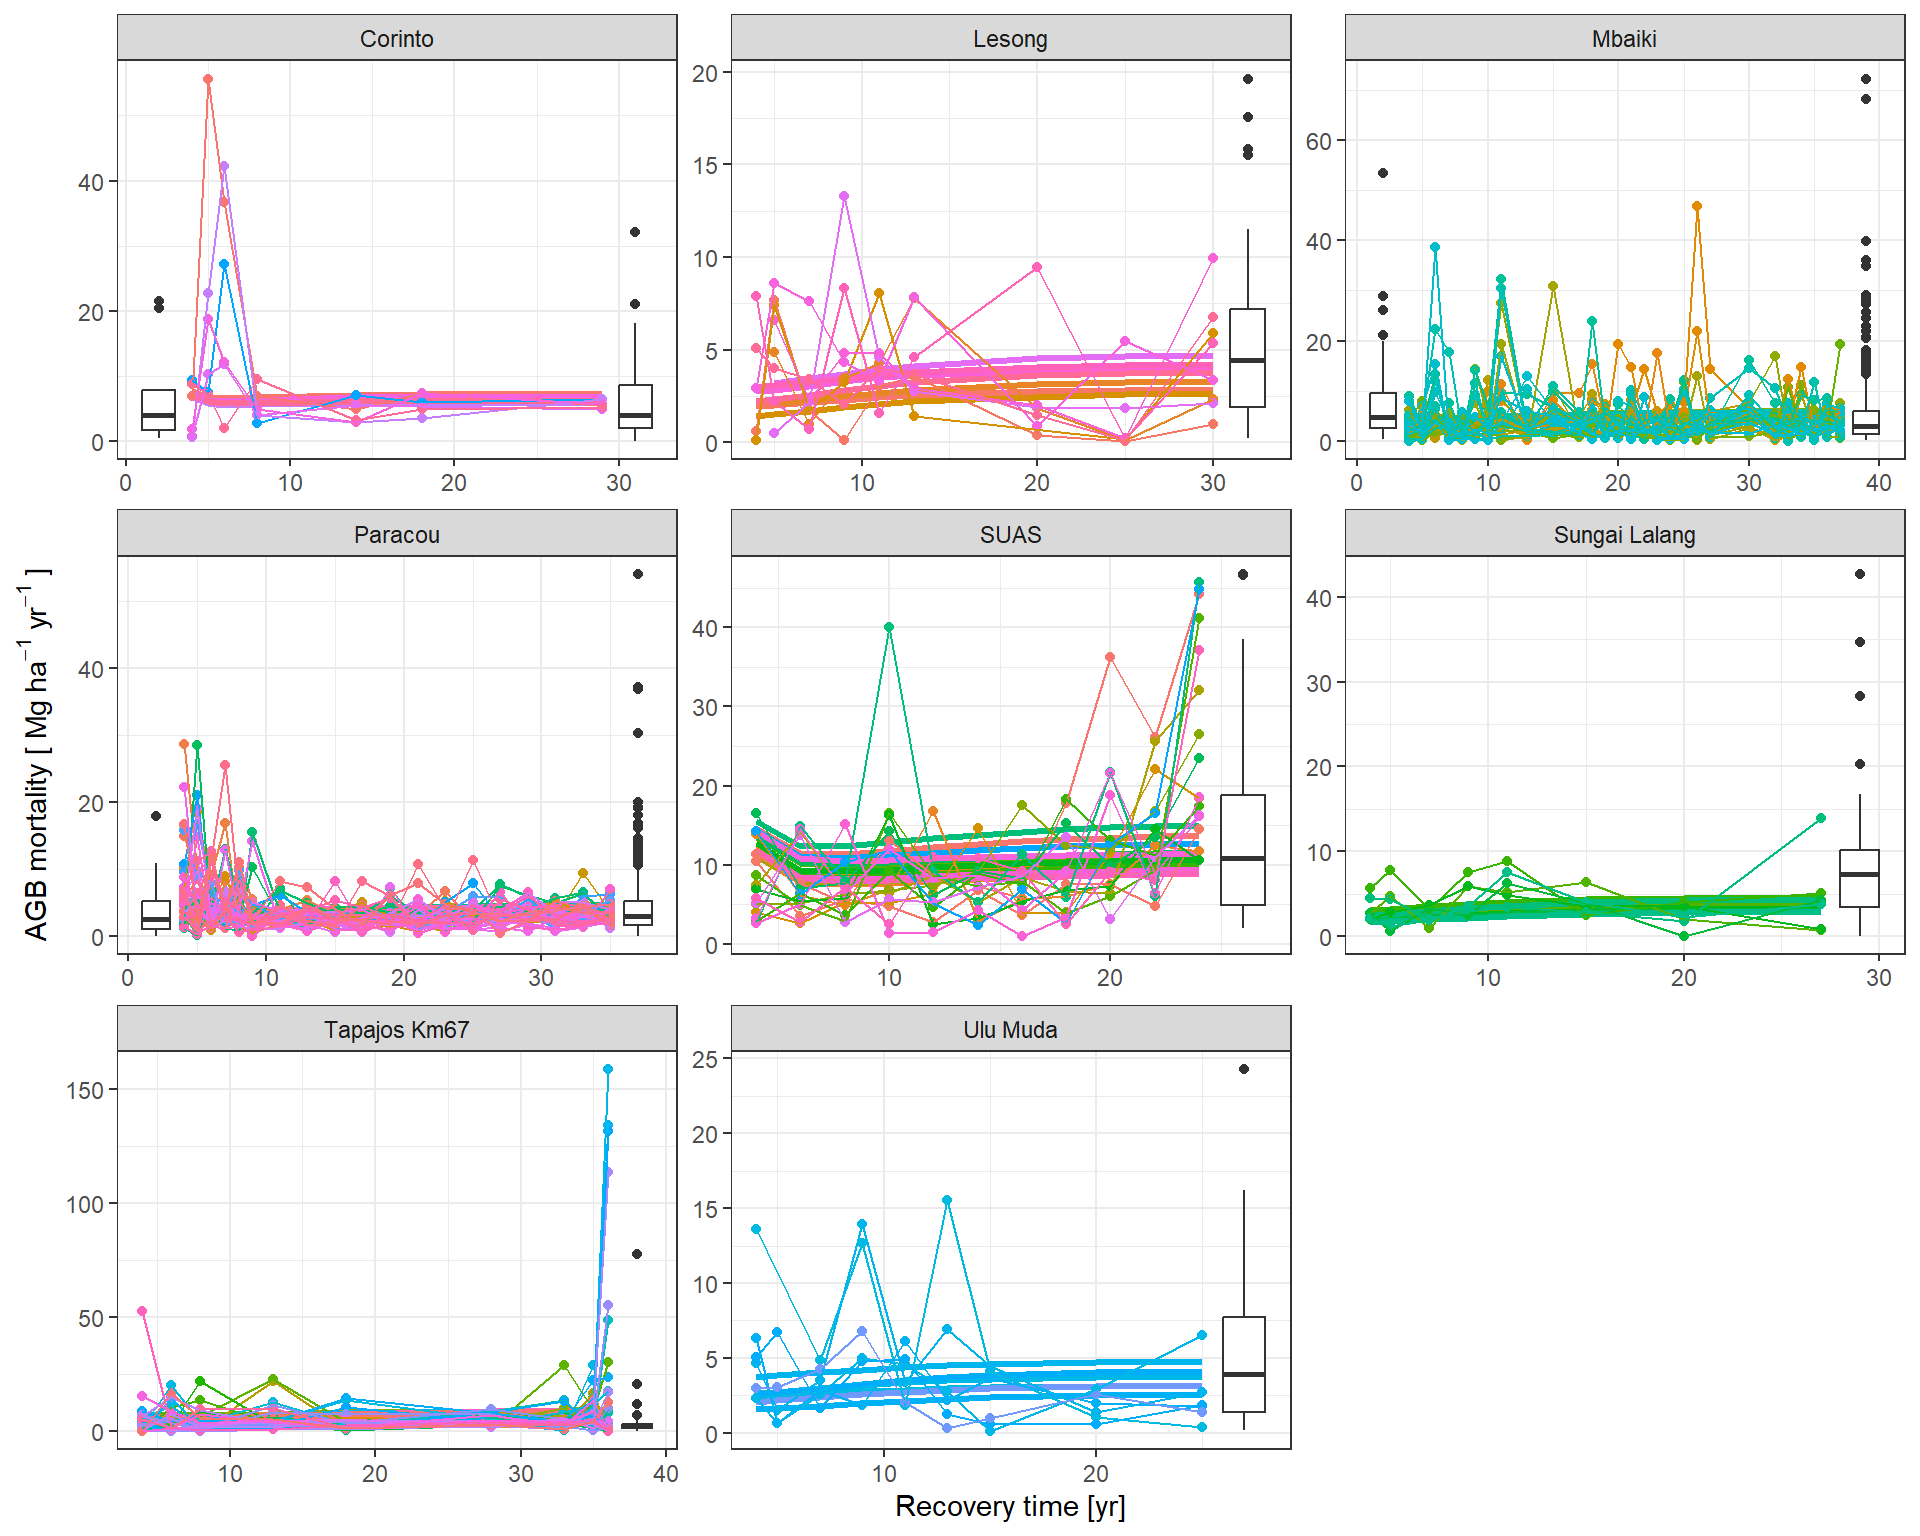 Corinto
Lesong
Mbaiki
0 20 40
0 5 10 15 20
0 20 40 60
0 10 20 30
10 20 30
0 10 20 30 40
Paracou
SUAS
Sungai Lalang
0 20 40
0 10 20 30 40
0 10 20 30 40
0 10 20 30
10 20
10 20 30
Tapajos Km67
Ulu Muda
0 50 100 150
0 5 10 15 20 25
10 20 30 40
10 20
AGB mortality [ Mg ha⁻¹ yr⁻¹ ]
Recovery time [yr]